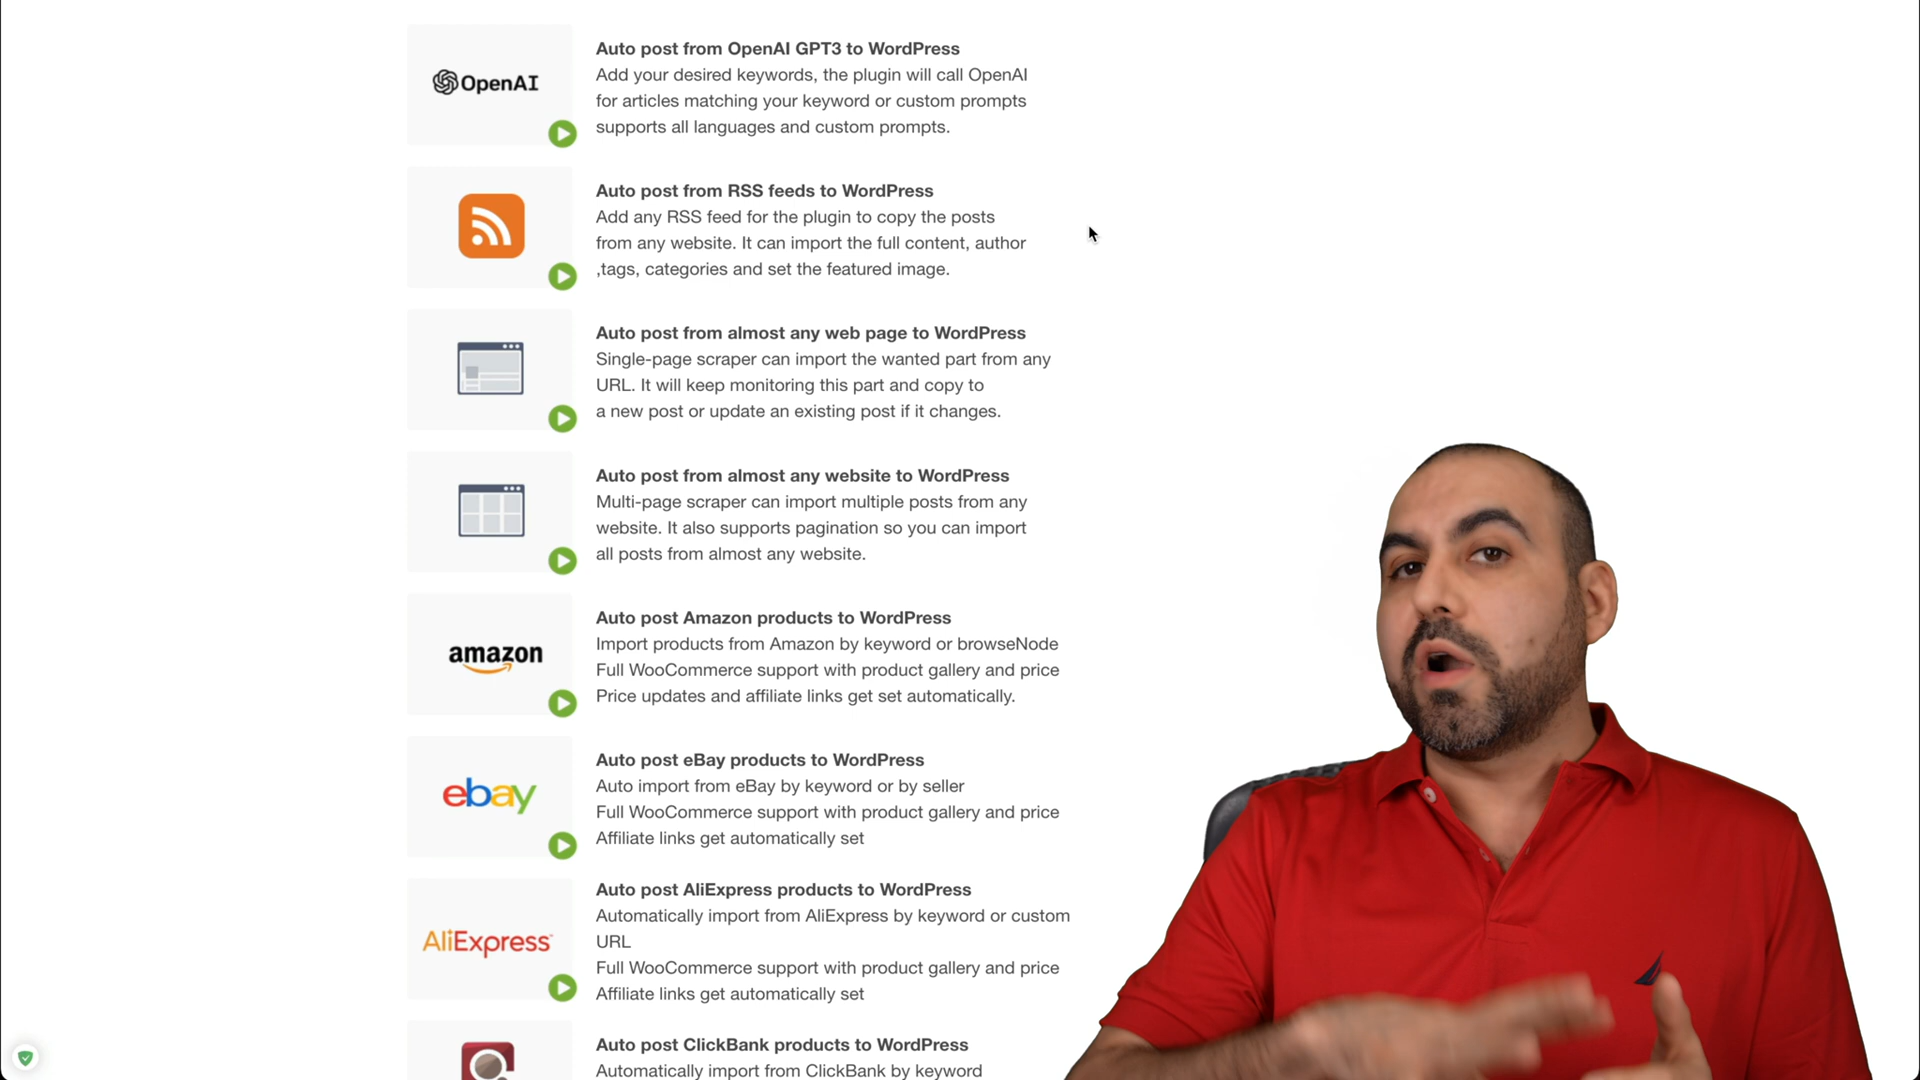 OpenAI
Auto post from OpenAI GPT3 to WordPress
Add your desired keywords, the plugin will call OpenAI
for articles matching your keyword or custom prompts
supports all languages and custom prompts.
Auto post from RSS feeds to WordPress
Add any RSS feed for the plugin to copy the posts
from any website. It can import the full content, author
,tags, categories and set the featured image.
Auto post from almost any web page to WordPress
Single-page scraper can import the wanted part from any
URL. It will keep monitoring this part and copy to
a new post or update an existing post if it changes.
Auto post from almost any website to WordPress
Multi-page scraper can import multiple posts from any
website. It also supports pagination so you can import
all posts from almost any website.
amazon
Auto post Amazon products to WordPress
Import products from Amazon by keyword or browseNode
Full WooCommerce support with product gallery and price
Price updates and affiliate links get set automatically.
ebay
Auto post eBay products to WordPress
Auto import from eBay by keyword or by seller
Full WooCommerce support with product gallery and price
Affiliate links get automatically set
AliExpress
Auto post AliExpress products to WordPress
Automatically import from AliExpress by keyword or custom
URL
Full WooCommerce support with product gallery and price
Affiliate links get automatically set
Auto post ClickBank products to WordPress
Automatically import from ClickBank by keyword